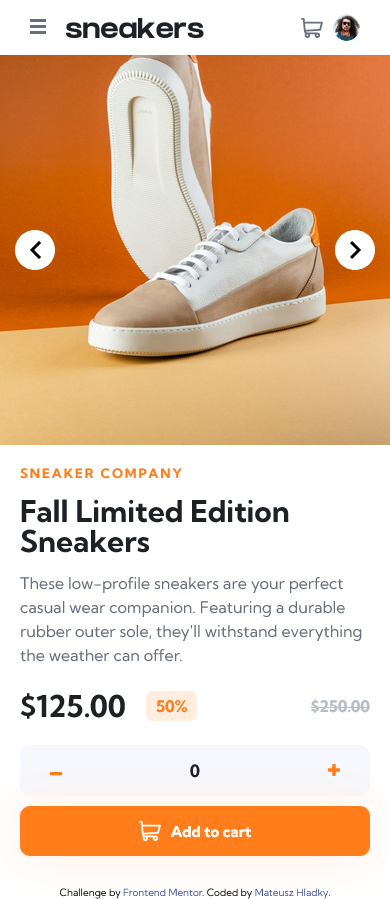 sneakers
SNEAKER COMPANY
Fall Limited Edition
Sneakers
These low-profile sneakers are your perfect
casual wear companion. Featuring a durable
rubber outer sole, they'll withstand everything
the weather can offer.
$125.00 50% $250.00
0
Add to cart
Challenge by Frontend Mentor. Coded by Mateusz Hladky.